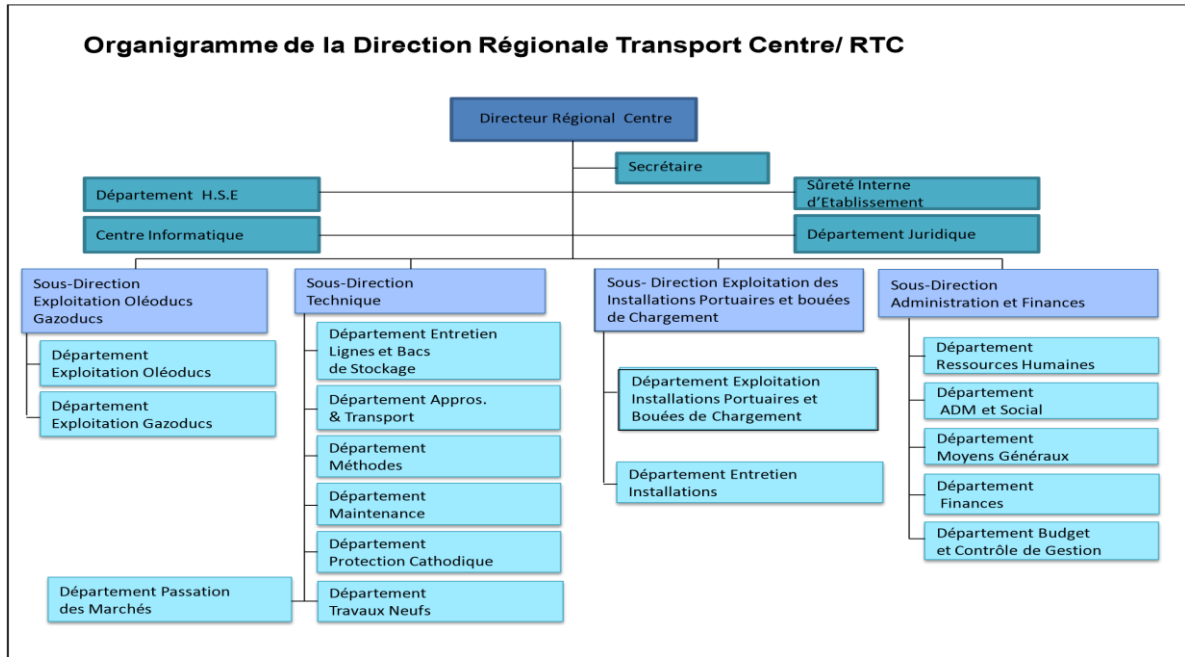 Organigramme de la Direction Régionale Transport Centre/ RTC
Directeur Régional Centre
Secrétaire
Département H.S.E
Sûreté Interne
d’Etablissement
Centre Informatique
Département Juridique
Sous-Direction
Exploitation Oléoducs
Gazoducs
Département
Exploitation Oléoducs
Département
Exploitation Gazoducs
Sous-Direction
Technique
Département Entretien
Lignes et Bacs
de Stockage
Département Appros.
& Transport
Département
Méthodes
Département
Maintenance
Département
Protection Cathodique
Département Passation
des Marchés
Département
Travaux Neufs
Sous- Direction Exploitation des
Installations Portuaires et bouées
de Chargement
Département Exploitation
Installations Portuaires et
Bouées de Chargement
Département Entretien
Installations
Sous-Direction
Administration et Finances
Département
Ressources Humaines
Département
ADM et Social
Département
Moyens Généraux
Département
Finances
Département Budget
et Contrôle de Gestion